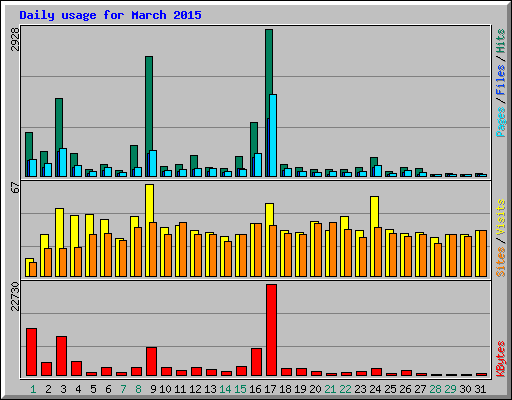 Daily usage for March 2015
2928
Pages / Files / Hits
67
Sites / Visits
22730
KBytes
1 2 3 4 5 6 7 8 9 10 11 12 13 14 15 16 17 18 19 20 21 22 23 24 25 26 27 28 29 30 31